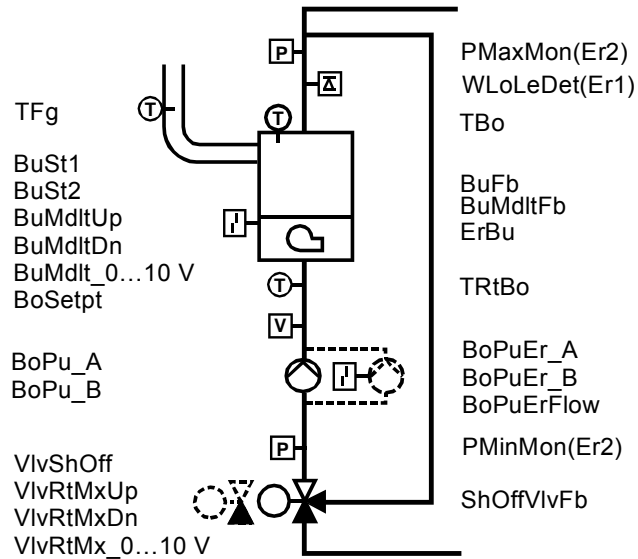 P
PMaxMon(Er2)
WLoLeDet(Er1)
TFg
T
T
TBo
BuSt1
BuSt2
BuMdltUp
BuMdltDn
BuMdlt_0...10 V
BoSetpt
BuFb
BuMdltFb
ErBu
T
TRtBo
V
BoPu_A
BoPu_B
BoPuEr_A
BoPuEr_B
BoPuErFlow
P
PMinMon(Er2)
VlvShOff
VlvRtMxUp
VlvRtMxDn
VlvRtMx_0...10 V
ShOffVlvFb